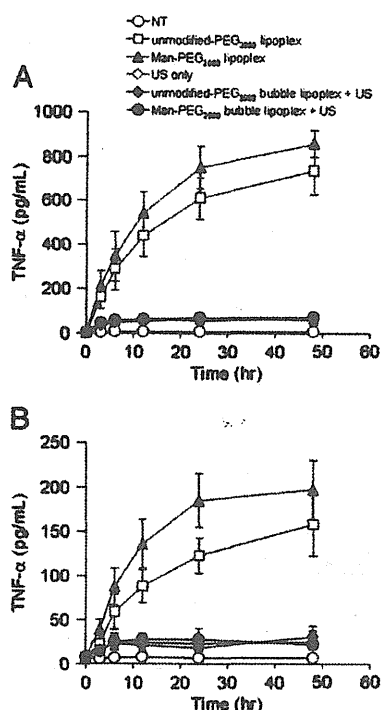 NT
unmodified-PEG2000 lipoplex
Man-PEG2000 lipoplex
US only
unmodified-PEG2000 bubble lipoplex + US
Man-PEG2000 bubble lipoplex + US
A
1000
800
600
400
200
0
TNF-α (pg/mL)
0 10 20 30 40 50 60
Time (hr)
B
250
200
150
100
50
0
TNF-α (pg/mL)
0 10 20 30 40 50 60
Time (hr)